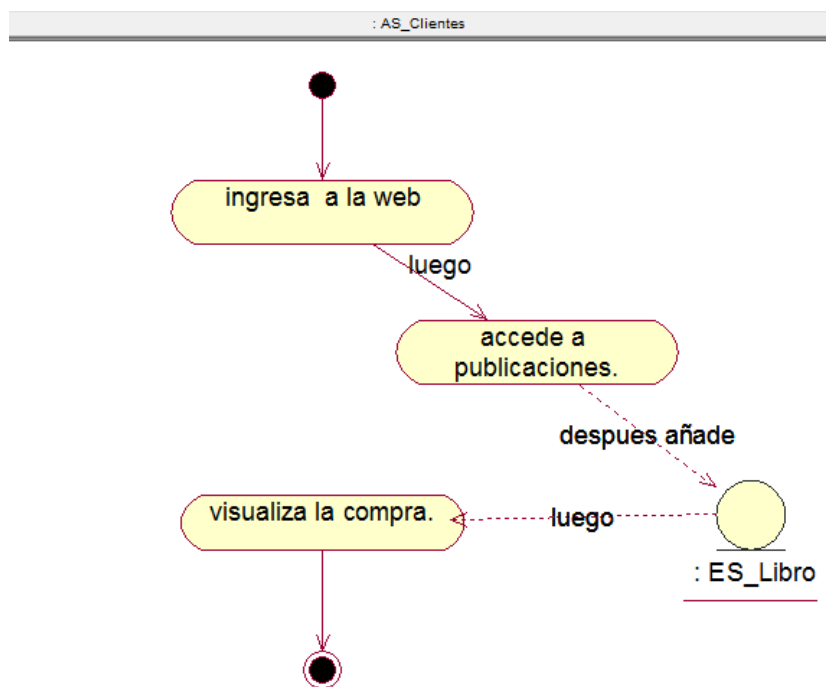 : AS_Clientes
ingresa a la web
luego
accede a
publicaciones.
despues añade
visualiza la compra.
luego
: ES_Libro